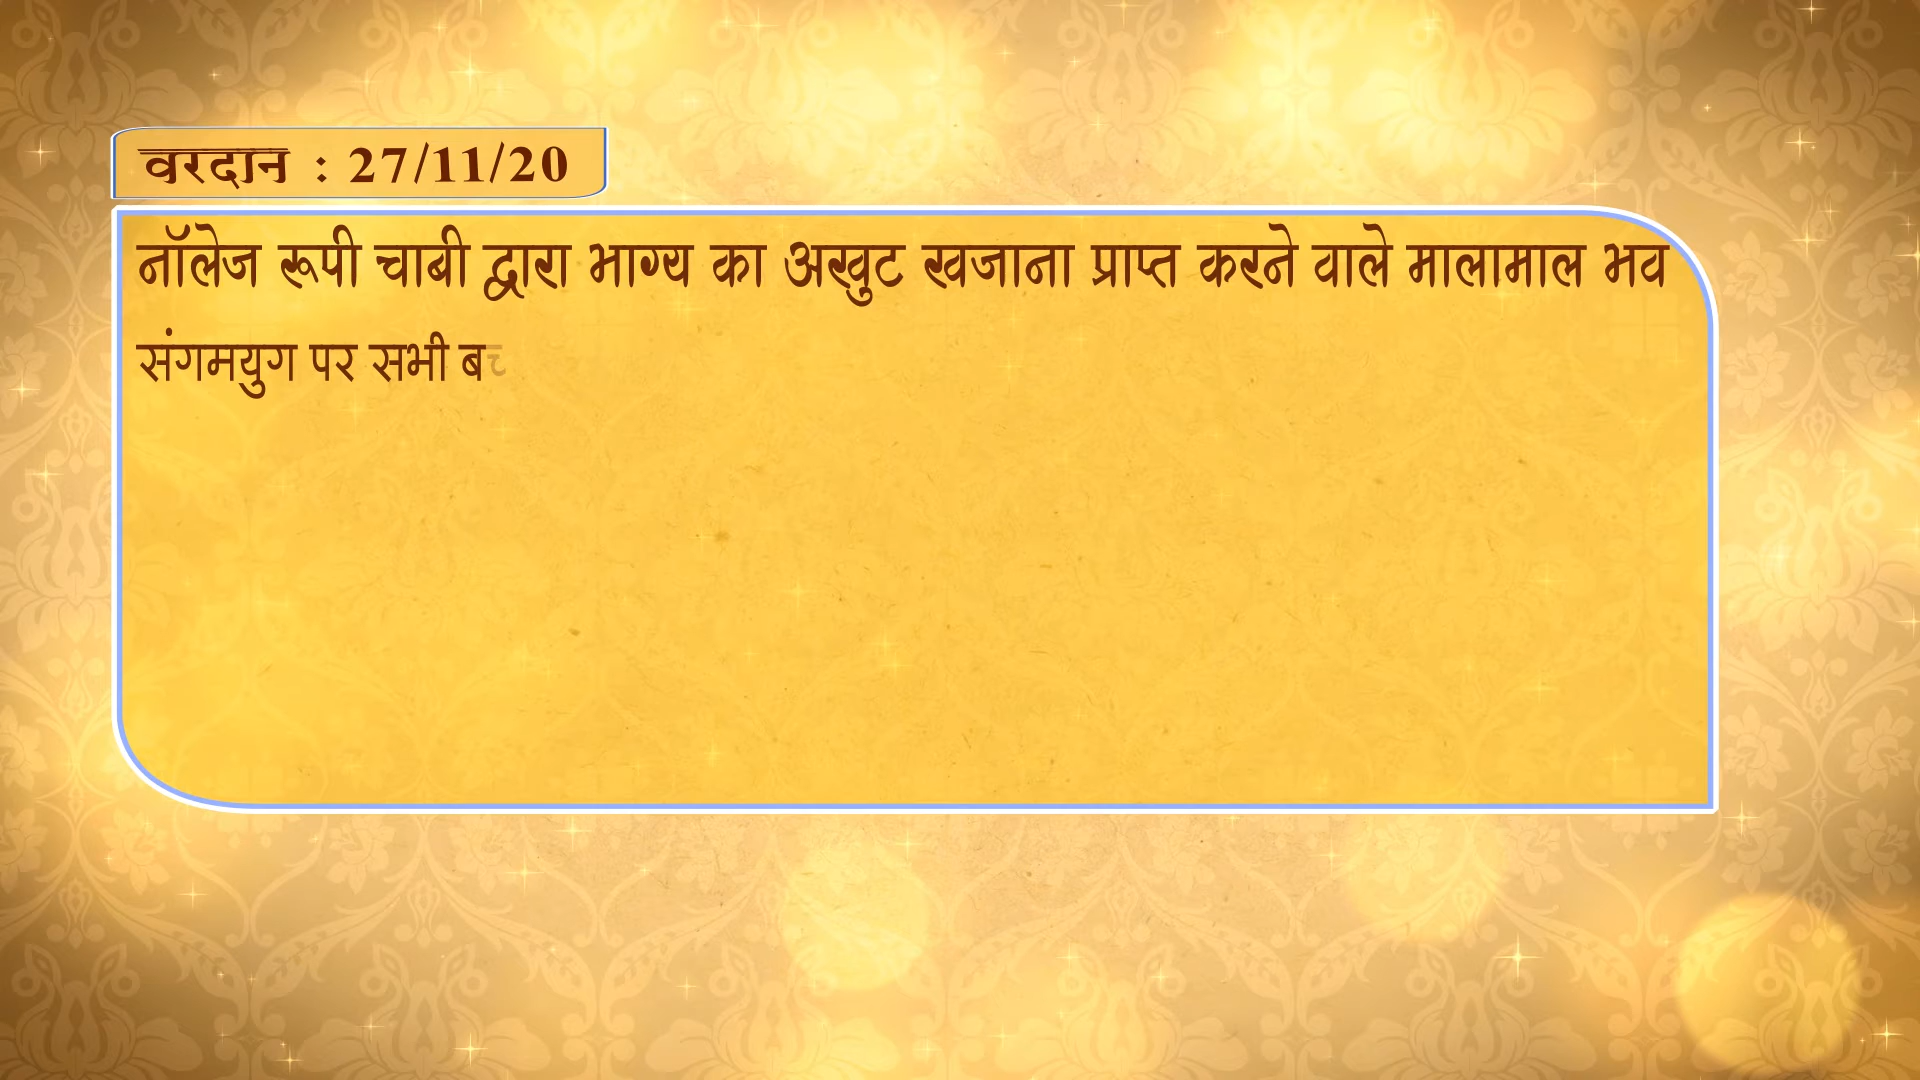 वरदान : 27/11/20
नॉलेज रूपी चाबी द्वारा भाग्य का अखुट खजाना प्राप्त करने वाले मालामाल भव
संगमयुग पर सभी